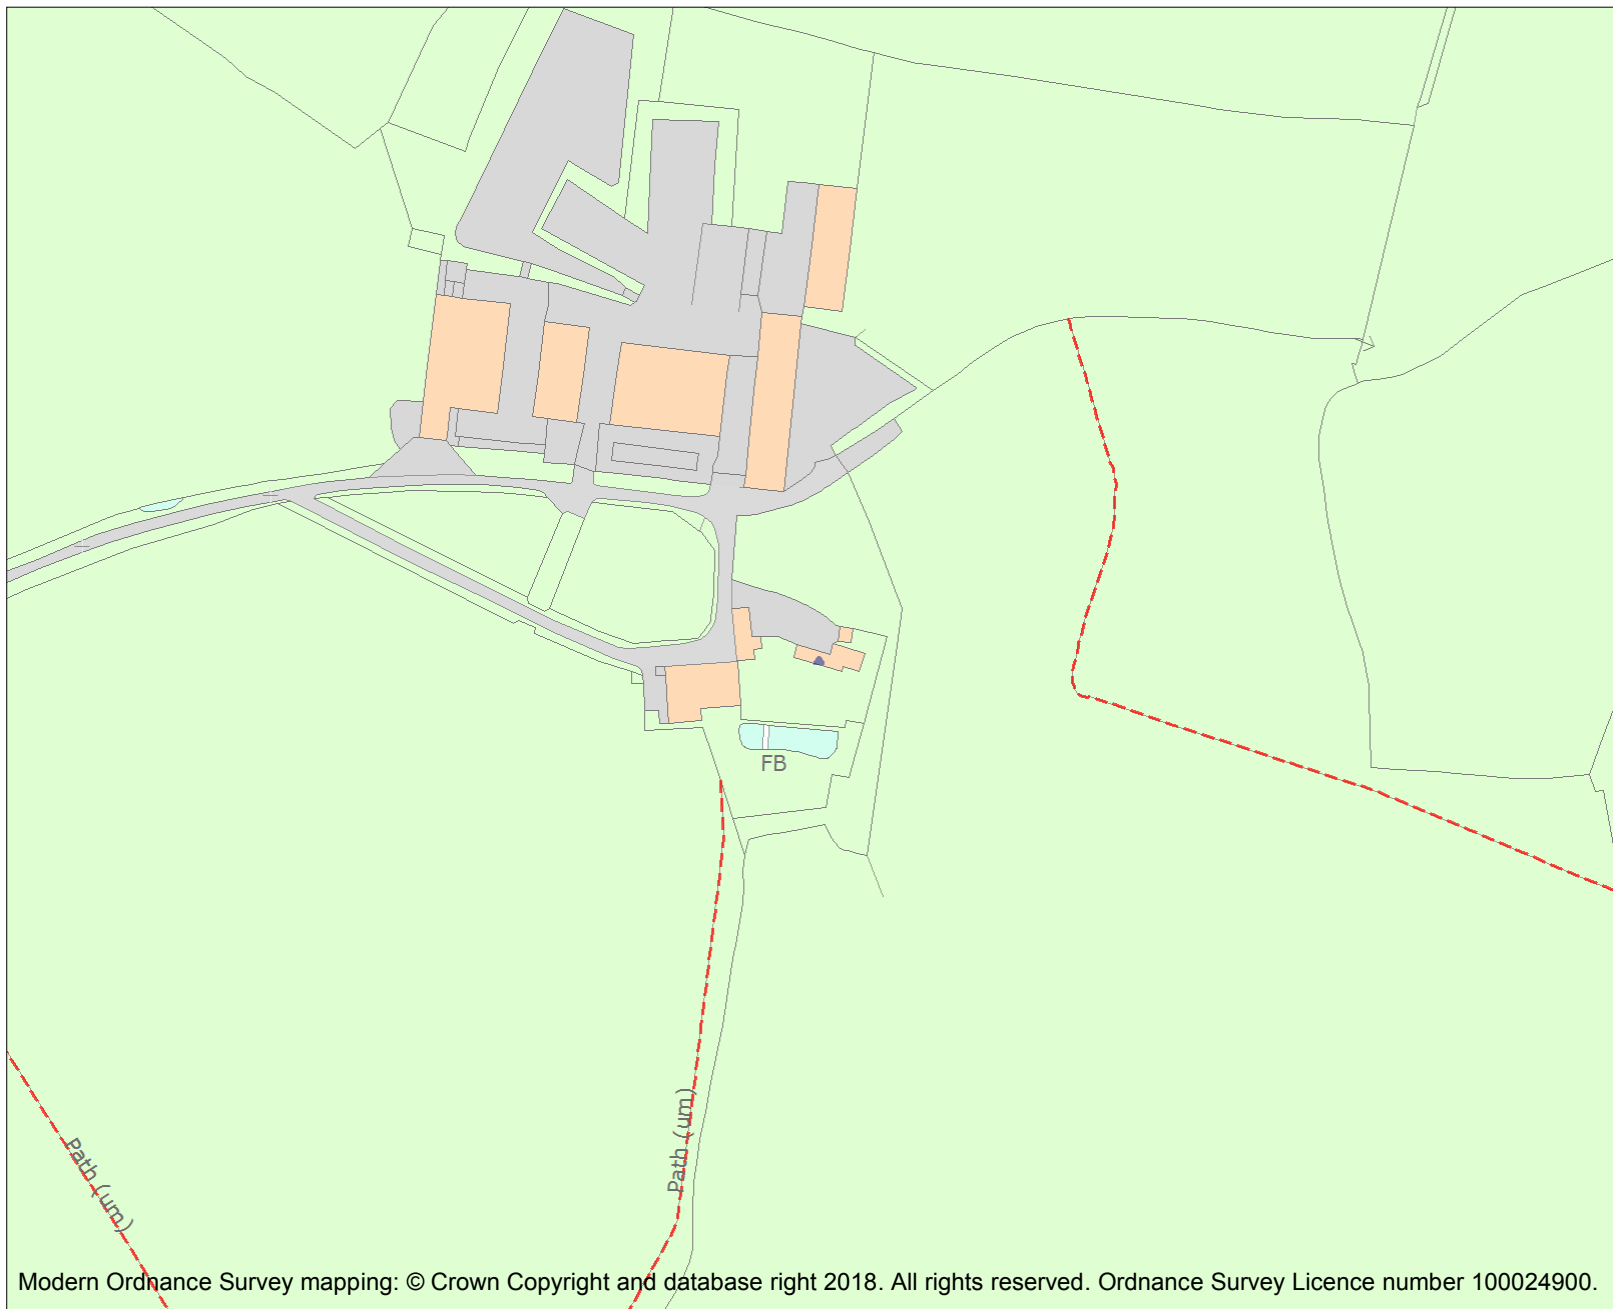 FB
Path (um)
Path (um)
Modern Ordnance Survey mapping: © Crown Copyright and database right 2018. All rights reserved. Ordnance Survey Licence number 100024900.